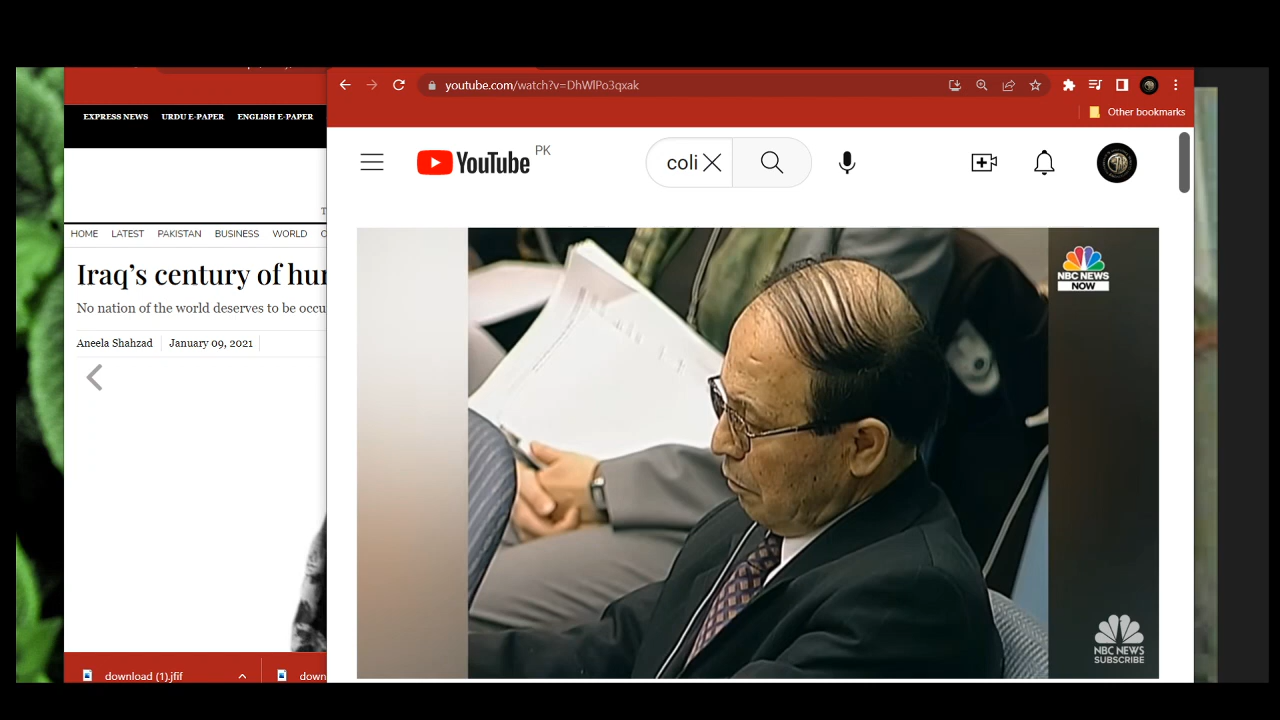 youtube.com/watch?v=DhWlPo3qxak
Other bookmarks
EXPRESS NEWS URDU E-PAPER ENGLISH E-PAPER
YouTube PK
coli
T
HOME LATEST PAKISTAN BUSINESS WORLD O
Iraq's century of hu
No nation of the world deserves to be occu
Aneela Shahzad January 09, 2021
NBC NEWS
NOW
NBC NEWS
SUBSCRIBE
download (1).jfif
down